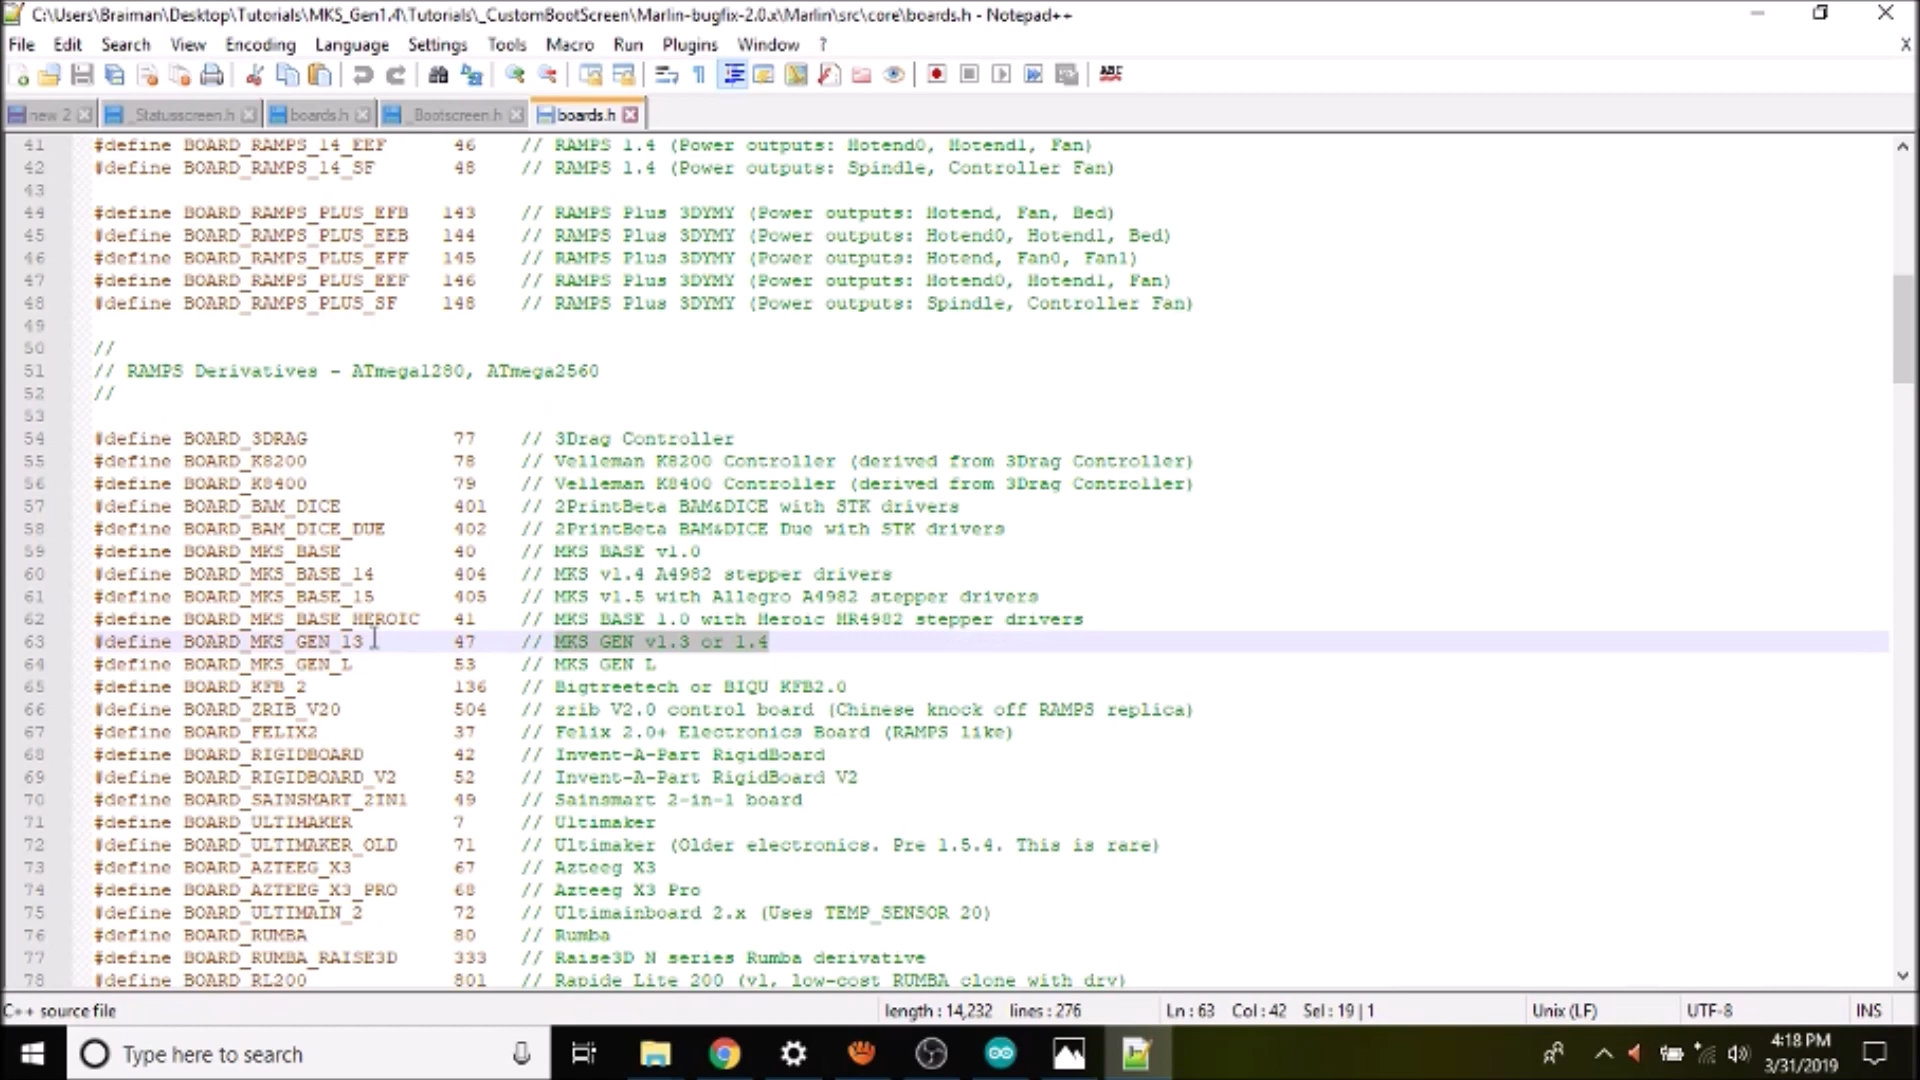 C:\Users\Braiman\Desktop\Tutorials\MKS_Gen1.4\Tutorials\_CustomBootScreen\Marlin-bugfix-2.0.x\Marlin\src\core\boards.h - Notepad++
File Edit Search View Encoding Language Settings Tools Macro Run Plugins Window ? X
ABC
new 2 _Statusscreen.h boards.h _Bootscreen.h boards.h
41 #define BOARD_RAMPS_14_EEF 46 // RAMPS 1.4 (Power outputs: Hotend0, Hotend1, Fan)
42 #define BOARD_RAMPS_14_SF 48 // RAMPS 1.4 (Power outputs: Spindle, Controller Fan)
43
44 #define BOARD_RAMPS_PLUS_EFB 143 // RAMPS Plus 3DYMY (Power outputs: Hotend, Fan, Bed)
45 #define BOARD_RAMPS_PLUS_EEB 144 // RAMPS Plus 3DYMY (Power outputs: Hotend0, Hotend1, Bed)
46 #define BOARD_RAMPS_PLUS_EFF 145 // RAMPS Plus 3DYMY (Power outputs: Hotend, Fan0, Fan1)
47 #define BOARD_RAMPS_PLUS_EEF 146 // RAMPS Plus 3DYMY (Power outputs: Hotend0, Hotend1, Fan)
48 #define BOARD_RAMPS_PLUS_SF 148 // RAMPS Plus 3DYMY (Power outputs: Spindle, Controller Fan)
49
50 //
51 // RAMPS Derivatives - ATmega1280, ATmega2560
52 //
53
54 #define BOARD_3DRAG 77 // 3Drag Controller
55 #define BOARD_K8200 78 // Velleman K8200 Controller (derived from 3Drag Controller)
56 #define BOARD_K8400 79 // Velleman K8400 Controller (derived from 3Drag Controller)
57 #define BOARD_BAM_DICE 401 // 2PrintBeta BAM&DICE with STK drivers
58 #define BOARD_BAM_DICE_DUE 402 // 2PrintBeta BAM&DICE Due with STK drivers
59 #define BOARD_MKS_BASE 40 // MKS BASE v1.0
60 #define BOARD_MKS_BASE_14 404 // MKS v1.4 A4982 stepper drivers
61 #define BOARD_MKS_BASE_15 405 // MKS v1.5 with Allegro A4982 stepper drivers
62 #define BOARD_MKS_BASE_HEROIC 41 // MKS BASE 1.0 with Heroic HR4982 stepper drivers
63 #define BOARD_MKS_GEN_13 47 // MKS GEN v1.3 or 1.4
64 #define BOARD_MKS_GEN_L 53 // MKS GEN L
65 #define BOARD_KFB_2 136 // Bigtreetech or BIQU KFB2.0
66 #define BOARD_ZRIB_V20 504 // zrib V2.0 control board (Chinese knock off RAMPS replica)
67 #define BOARD_FELIX2 37 // Felix 2.0+ Electronics Board (RAMPS like)
68 #define BOARD_RIGIDBOARD 42 // Invent-A-Part RigidBoard
69 #define BOARD_RIGIDBOARD_V2 52 // Invent-A-Part RigidBoard V2
70 #define BOARD_SAINSMART_2IN1 49 // Sainsmart 2-in-1 board
71 #define BOARD_ULTIMAKER 7 // Ultimaker
72 #define BOARD_ULTIMAKER_OLD 71 // Ultimaker (Older electronics. Pre 1.5.4. This is rare)
73 #define BOARD_AZTEEG_X3 67 // Azteeg X3
74 #define BOARD_AZTEEG_X3_PRO 68 // Azteeg X3 Pro
75 #define BOARD_ULTIMAIN_2 72 // Ultimainboard 2.x (Uses TEMP_SENSOR 20)
76 #define BOARD_RUMBA 80 // Rumba
77 #define BOARD_RUMBA_RAISE3D 333 // Raise3D N series Rumba derivative
78 #define BOARD_RL200 801 // Rapide Lite 200 (v1, low-cost RUMBA clone with drv)
C++ source file length : 14,232 lines : 276 Ln : 63 Col : 42 Sel : 19 | 1 Unix (LF) UTF-8 INS
Type here to search
4:18 PM
3/31/2019